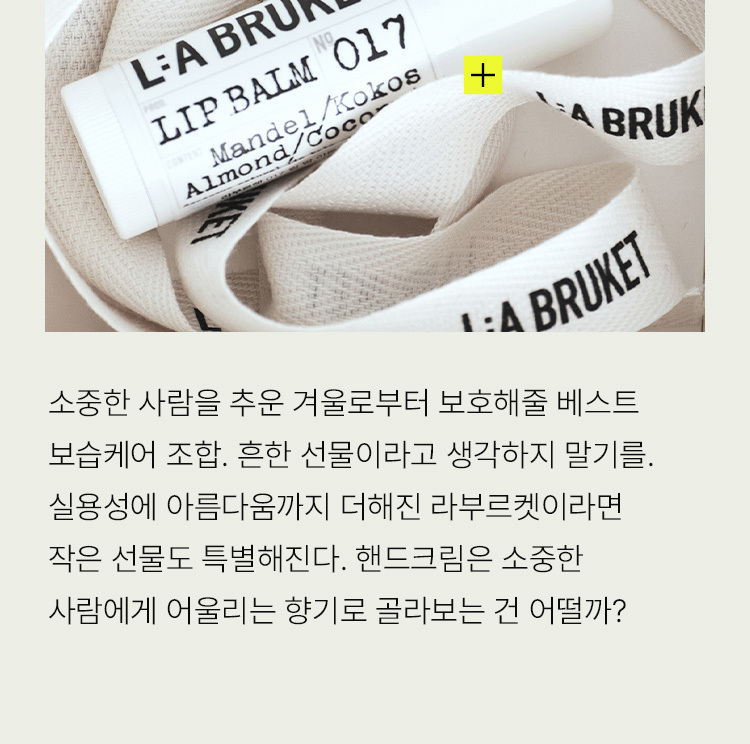 L:A BRUKET
No 017
LIP BALM
Mandel/Kokos
Almond/Coconut
L:A BRUKET
L:A BRUKET
소중한 사람을 추운 겨울로부터 보호해줄 베스트
보습케어 조합. 흔한 선물이라고 생각하지 말기를.
실용성에 아름다움까지 더해진 라부르켓이라면
작은 선물도 특별해진다. 핸드크림은 소중한
사람에게 어울리는 향기로 골라보는 건 어떨까?